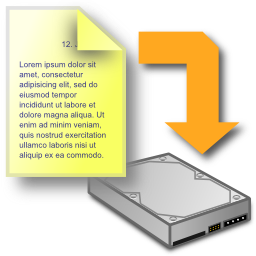 12. .
Lorem ipsum dolor sit
amet, consectetur
adipisicing elit, sed do
eiusmod tempor
incididunt ut labore et
dolore magna aliqua. Ut
enim ad minim veniam,
quis nostrud exercitation
ullamco laboris nisi ut
aliquip ex ea commodo.